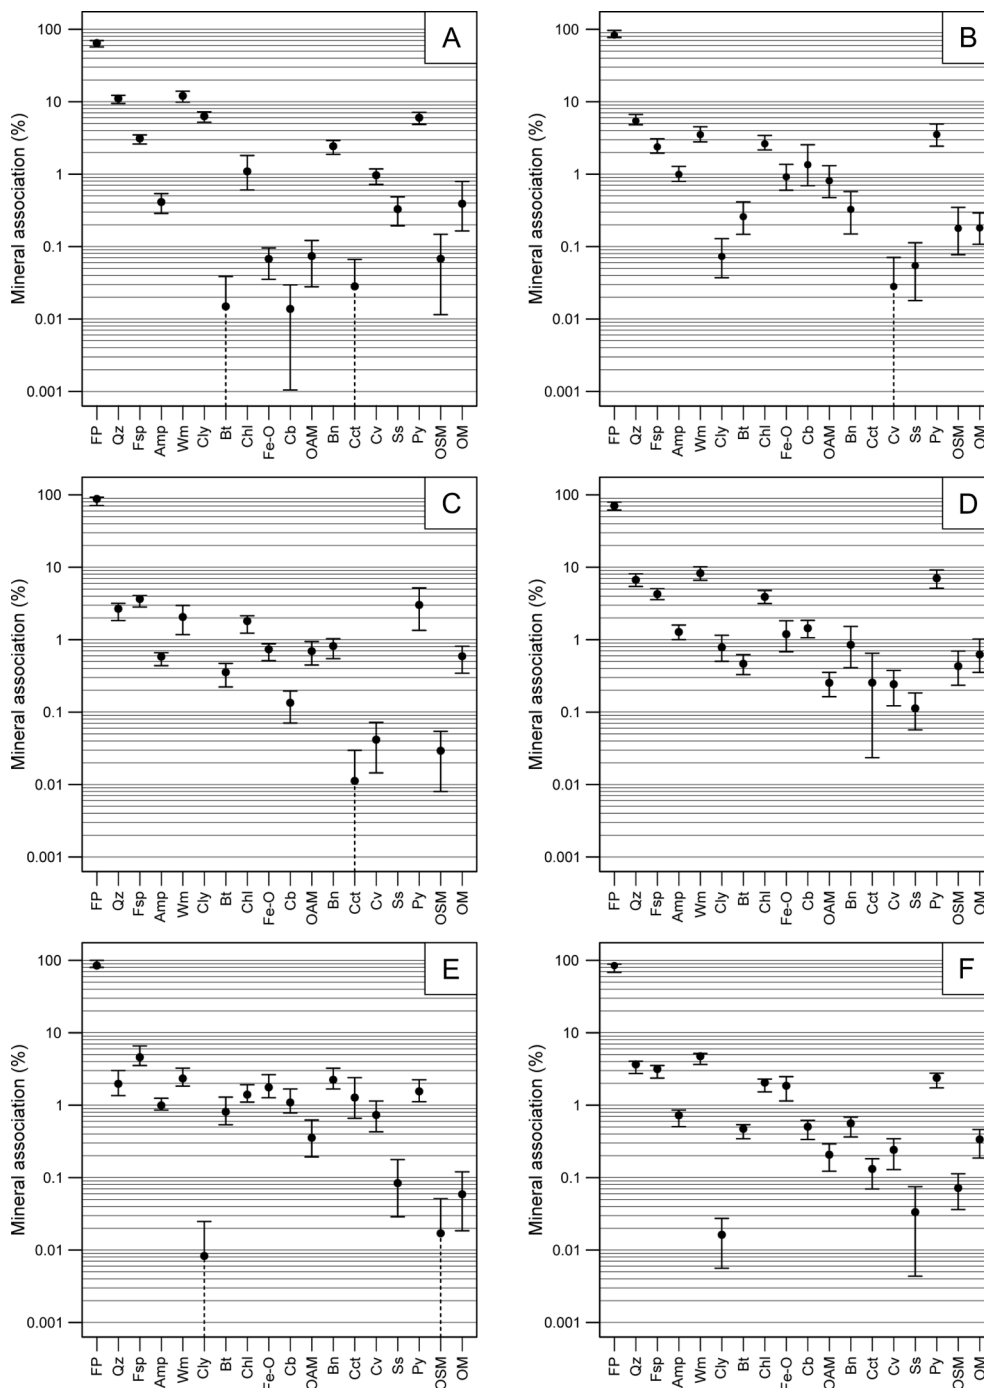 A
Mineral association (%)
100
10
1
0.1
0.01
0.001
FP Qz Fsp Amp Wm Cly Bt Chl Fe-O Cb OAM Bn Cct Cv Ss Py OSM OM
B
Mineral association (%)
100
10
1
0.1
0.01
0.001
FP Qz Fsp Amp Wm Cly Bt Chl Fe-O Cb OAM Bn Cct Cv Ss Py OSM OM
C
Mineral association (%)
100
10
1
0.1
0.01
0.001
FP Qz Fsp Amp Wm Cly Bt Chl Fe-O Cb OAM Bn Cct Cv Ss Py OSM OM
D
Mineral association (%)
100
10
1
0.1
0.01
0.001
FP Qz Fsp Amp Wm Cly Bt Chl Fe-O Cb OAM Bn Cct Cv Ss Py OSM OM
E
Mineral association (%)
100
10
1
0.1
0.01
0.001
FP Qz Fsp Amp Wm Cly Bt Chl Fe-O Cb OAM Bn Cct Cv Ss Py OSM OM
F
Mineral association (%)
100
10
1
0.1
0.01
0.001
FP Qz Fsp Amp Wm Cly Bt Chl Fe-O Cb OAM Bn Cct Cv Ss Py OSM OM